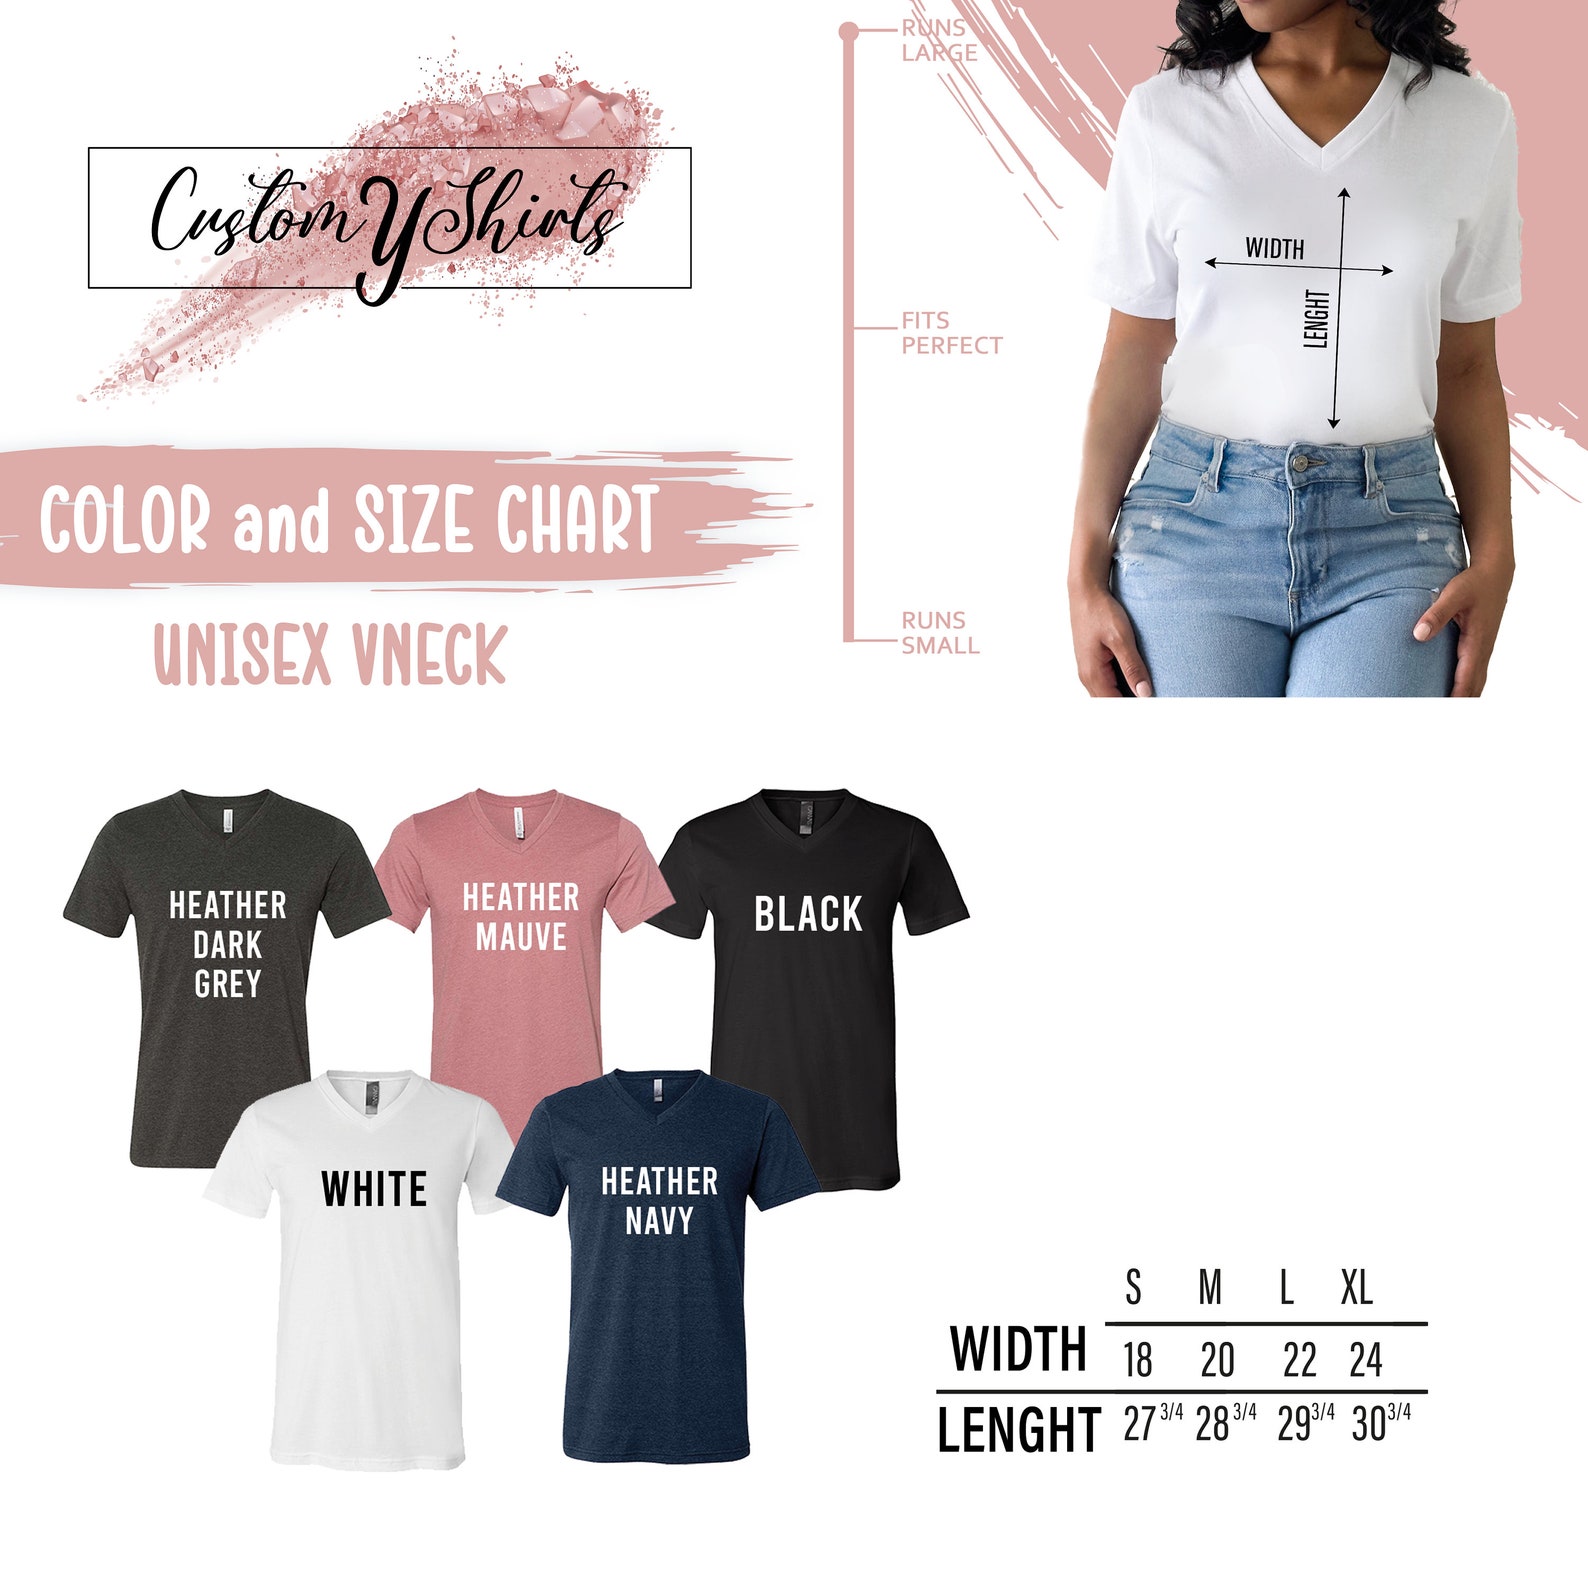 Custom Y Shirts
COLOR and SIZE CHART
UNISEX VNECK
RUNS
LARGE
FITS
PERFECT
RUNS
SMALL
WIDTH
LENGHT
HEATHER
DARK
GREY
HEATHER
MAUVE
BLACK
WHITE
HEATHER
NAVY
S M L XL
WIDTH 18 20 22 24
LENGHT 27 3/4 28 3/4 29 3/4 30 3/4